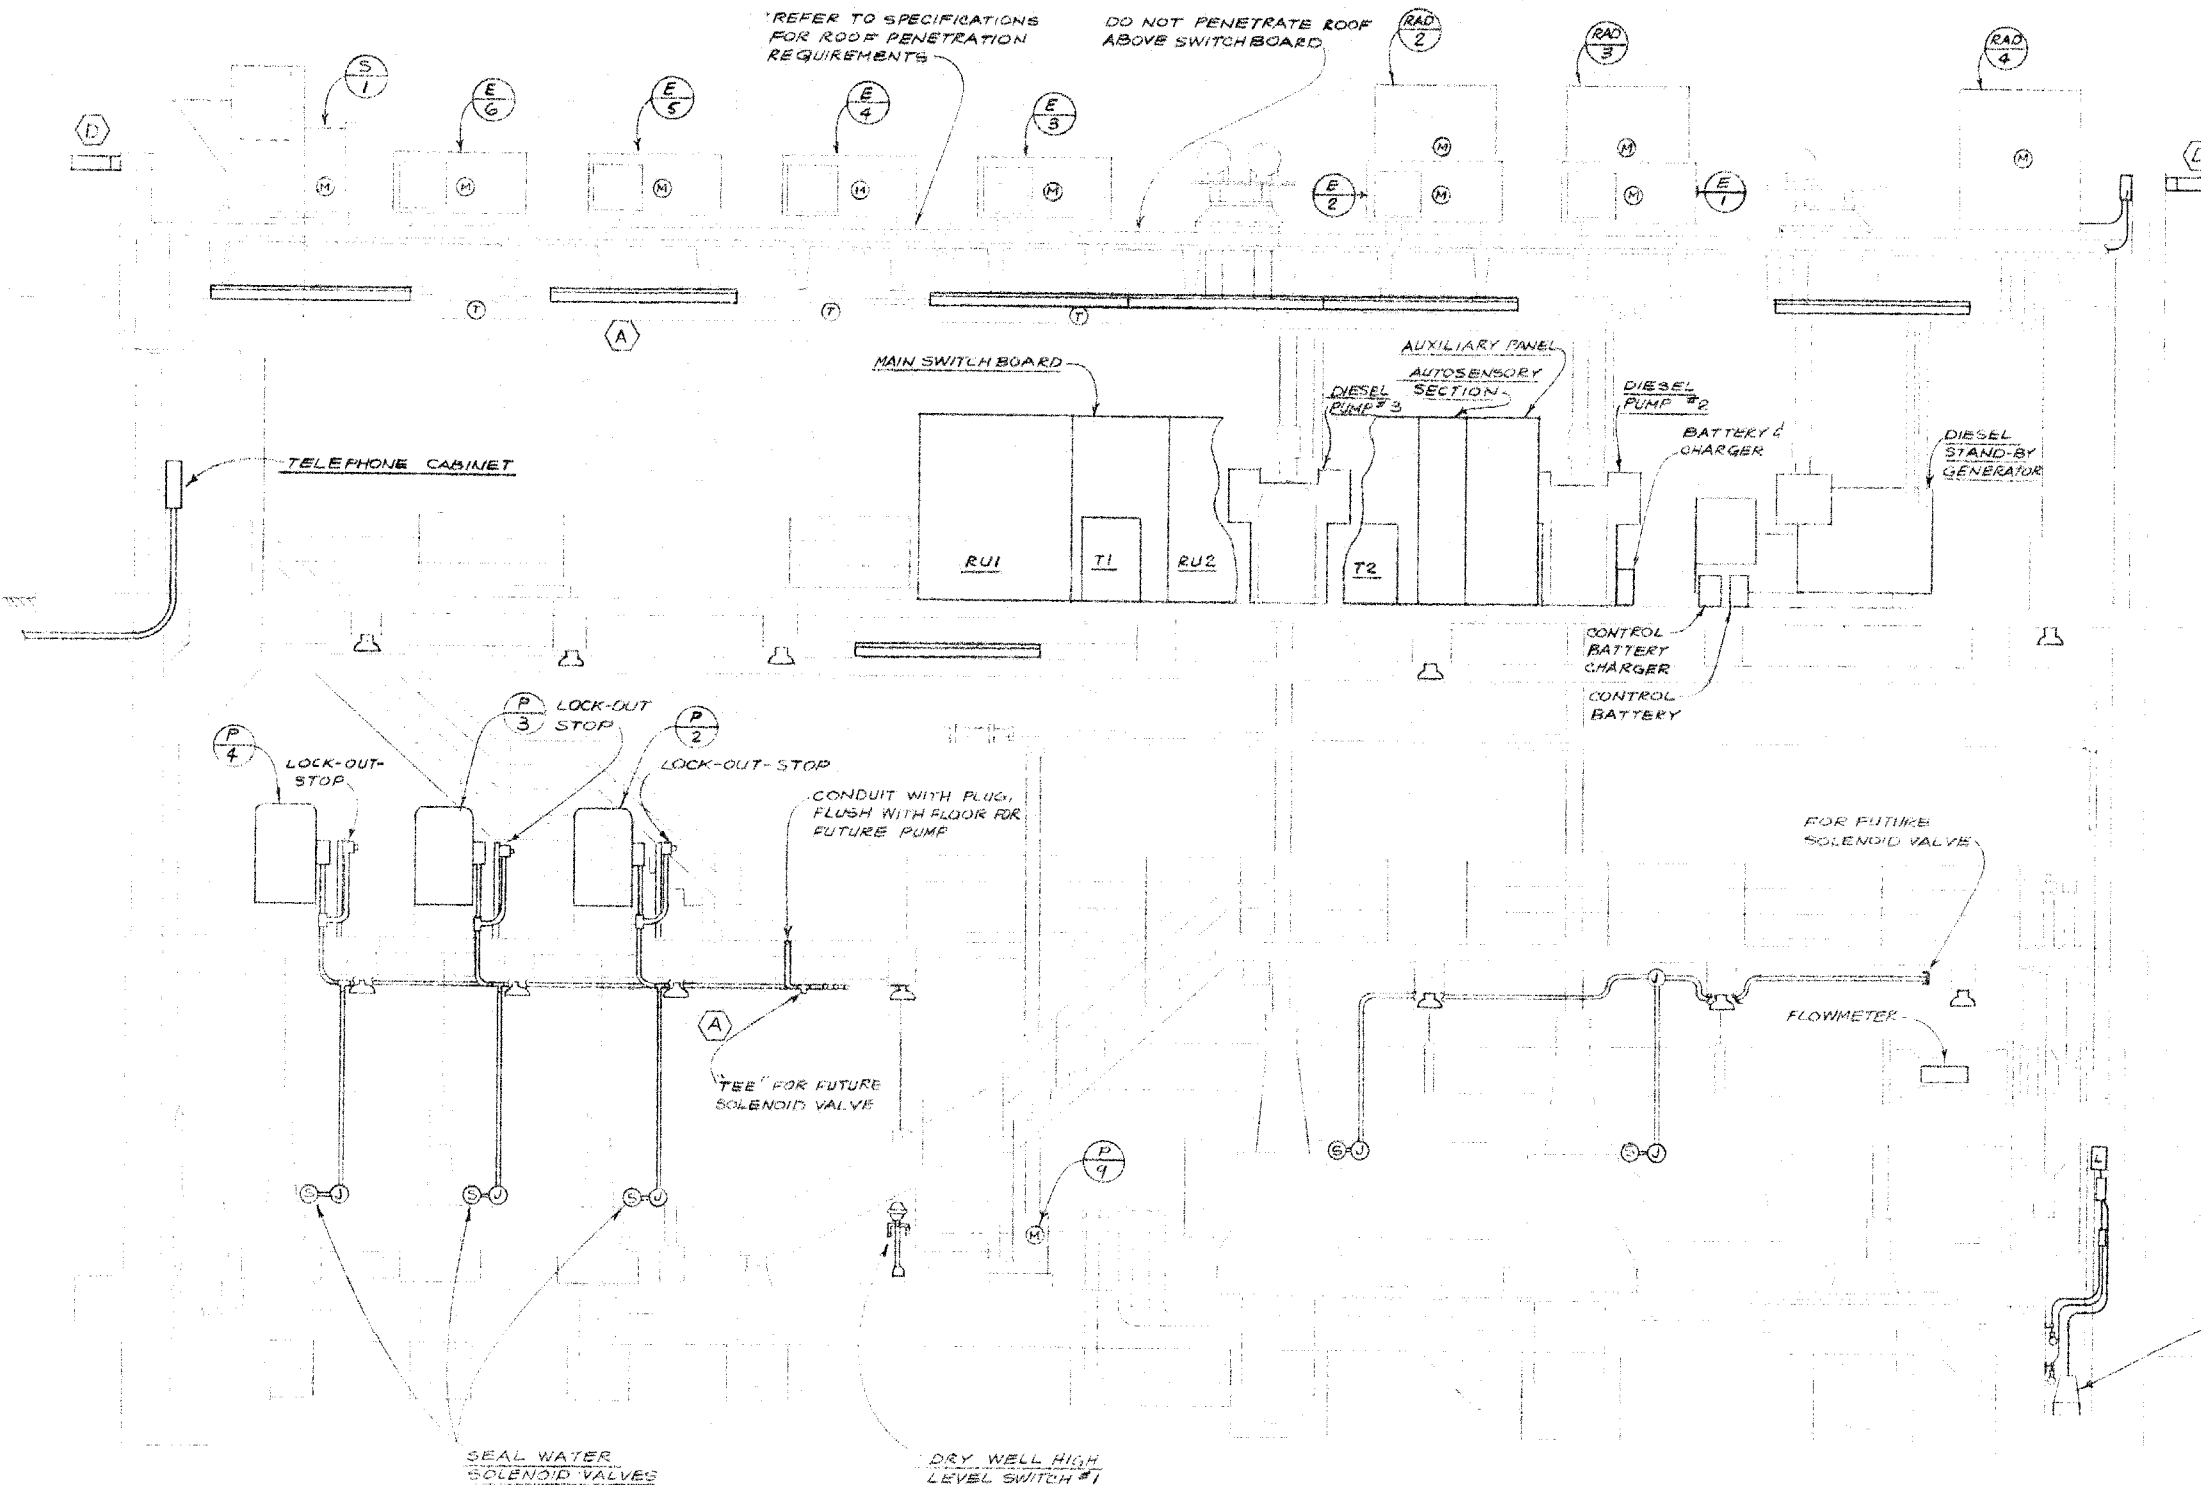 REFER TO SPECIFICATIONS
FOR ROOF PENETRATION
REQUIREMENTS
DO NOT PENETRATE ROOF
ABOVE SWITCHBOARD
RAD
2
RAD
3
RAD
4
S
1
E
6
E
5
E
4
E
3
D
M
M
M
M
M
M
M
M
M
M
E
2
E
1
T
T
T
A
MAIN SWITCHBOARD
AUXILIARY PANEL
AUTOSENSORY
SECTION
DIESEL
PUMP #3
DIESEL
PUMP #2
BATTERY &
CHARGER
DIESEL
STAND-BY
GENERATOR
TELEPHONE CABINET
RU1
T1
RU2
T2
CONTROL
BATTERY
CHARGER
CONTROL
BATTERY
P
4
LOCK-OUT-
STOP
P
3
LOCK-OUT
STOP
P
2
LOCK-OUT-STOP
CONDUIT WITH PLUG,
FLUSH WITH FLOOR FOR
FUTURE PUMP
FOR FUTURE
SOLENOID VALVE
J
A
FLOWMETER
"TEE" FOR FUTURE
SOLENOID VALVE
S J
S J
P
9
L
S J
S J
S J
M
SEAL WATER
SOLENOID VALVES
DRY WELL HIGH
LEVEL SWITCH #1